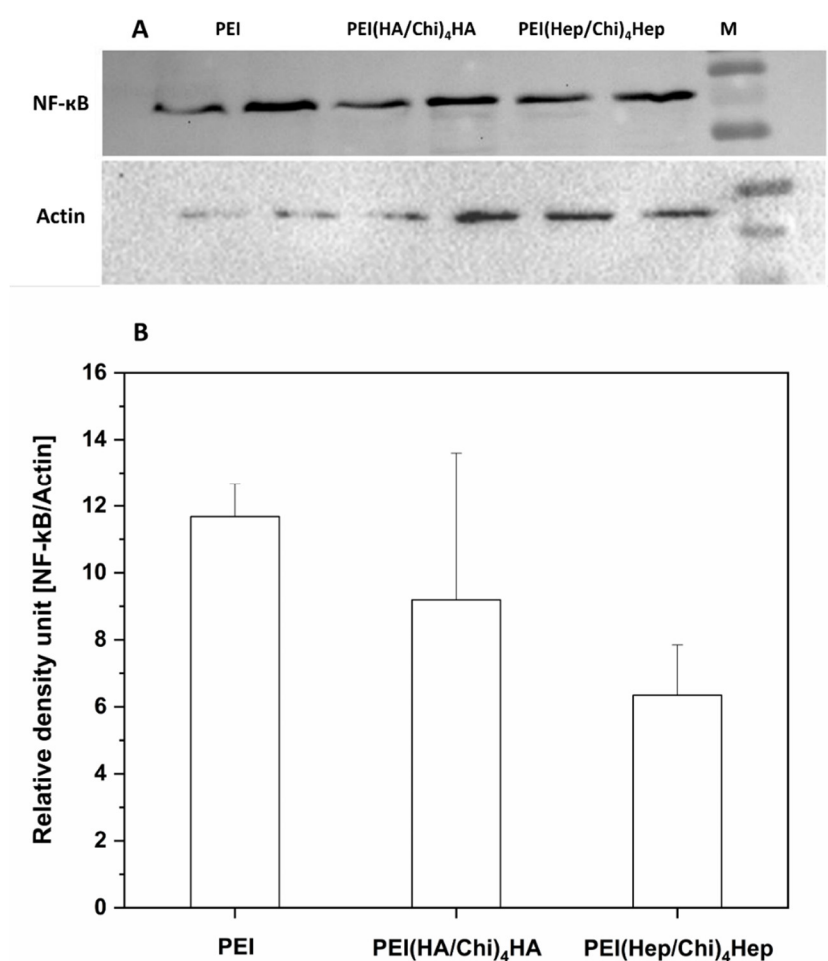 A PEI PEI(HA/Chi)₄HA PEI(Hep/Chi)₄Hep M
NF-κB
Actin
B
16
14
12
10
8
6
4
2
0
Relative density unit [NF-kB/Actin]
PEI PEI(HA/Chi)₄HA PEI(Hep/Chi)₄Hep